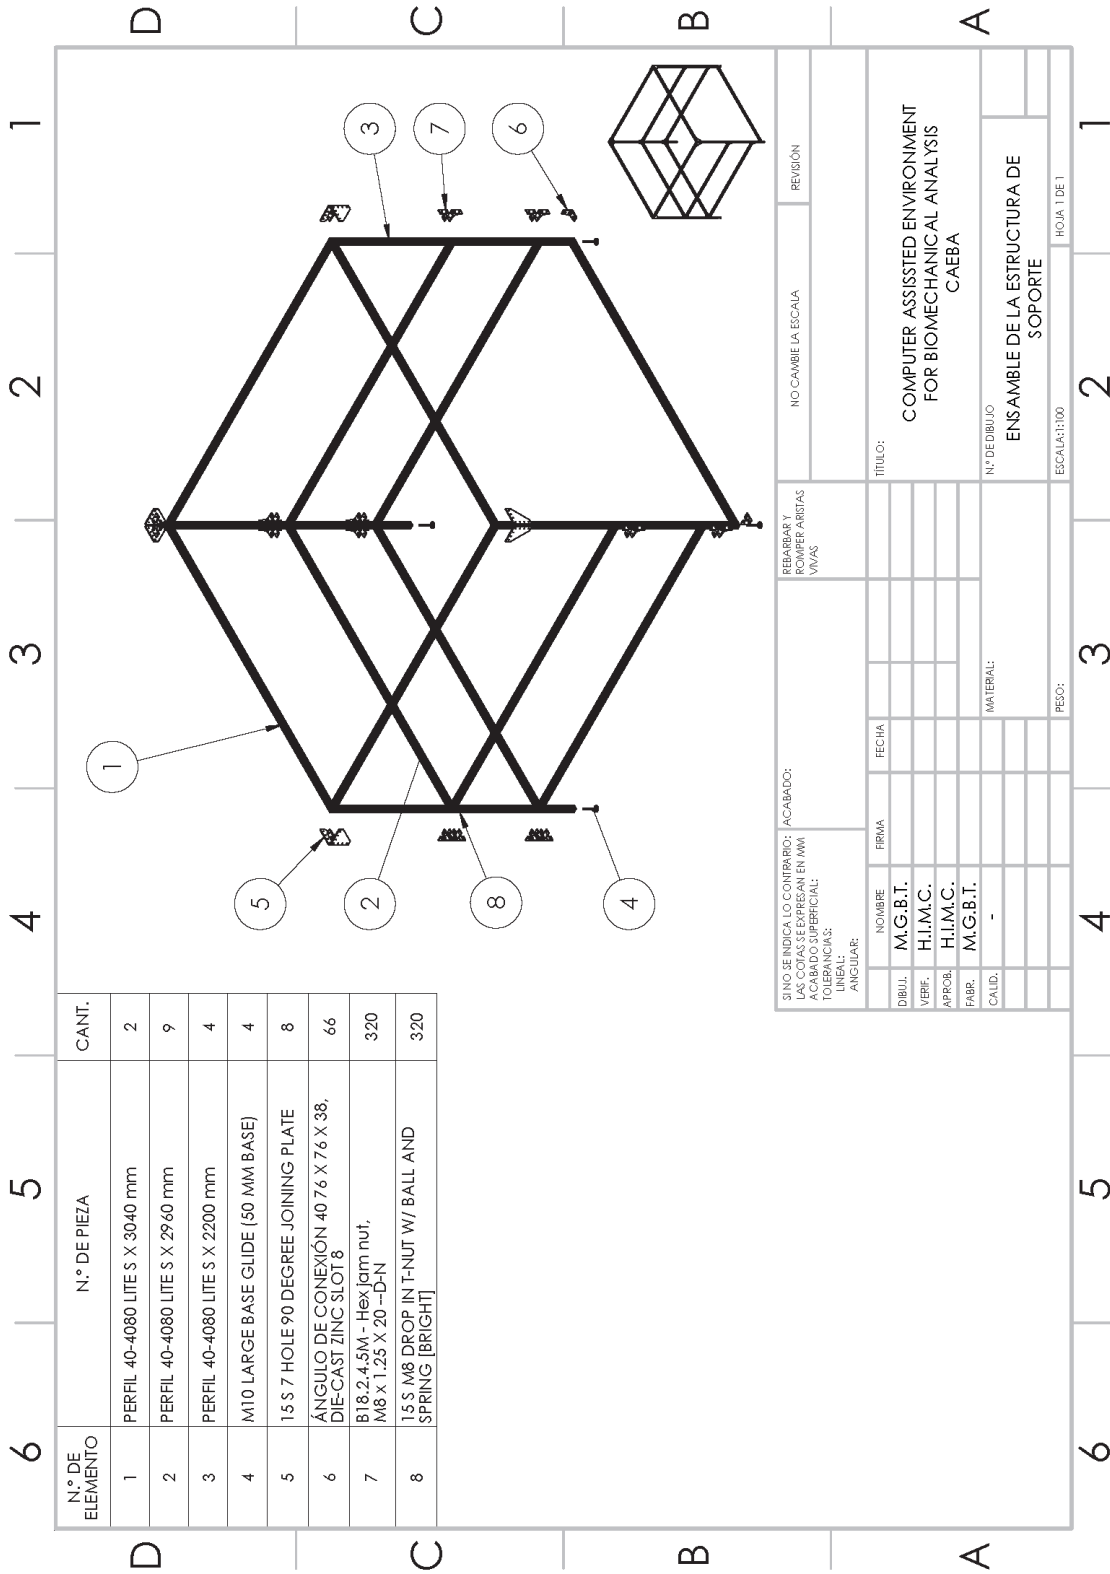 6
5
4
3
2
1
D
C
B
A
N.° DE ELEMENTO	N.° DE PIEZA	CANT.
1	PERFIL 40-4080 LITE S X 3040 mm	2
2	PERFIL 40-4080 LITE S X 2960 mm	9
3	PERFIL 40-4080 LITE S X 2200 mm	4
4	M10 LARGE BASE GLIDE (50 MM BASE)	4
5	15 S 7 HOLE 90 DEGREE JOINING PLATE	8
6	ÁNGULO DE CONEXIÓN 40 76 X 76 X 38,
DIE-CAST ZINC SLOT 8	66
7	B18.2.4.5M - Hex jam nut,
M8 x 1.25 X 20 --D-N	320
8	15 S M8 DROP IN T-NUT W/ BALL AND
SPRING [BRIGHT]	320
1
5
2
8
4
3
7
6
SI NO SE INDICA LO CONTRARIO:
LAS COTAS SE EXPRESAN EN MM
ACABADO SUPERFICIAL:
TOLERANCIAS:
LINEAL:
ANGULAR:
ACABADO:
REBARBAR Y
ROMPER ARISTAS
VIVAS
NO CAMBIE LA ESCALA
REVISIÓN
NOMBRE	FIRMA	FECHA
DIBUJ.	M.G.B.T.
VERIF.	H.I.M.C.
APROB.	H.I.M.C.
FABR.	M.G.B.T.
CALID.	-
MATERIAL:
PESO:
TÍTULO:
COMPUTER ASSISSTED ENVIRONMENT
FOR BIOMECHANICAL ANALYSIS
CAEBA
N.° DE DIBUJO
ENSAMBLE DE LA ESTRUCTURA DE
SOPORTE
ESCALA:1:100
HOJA 1 DE 1
D
C
B
A
6
5
4
3
2
1